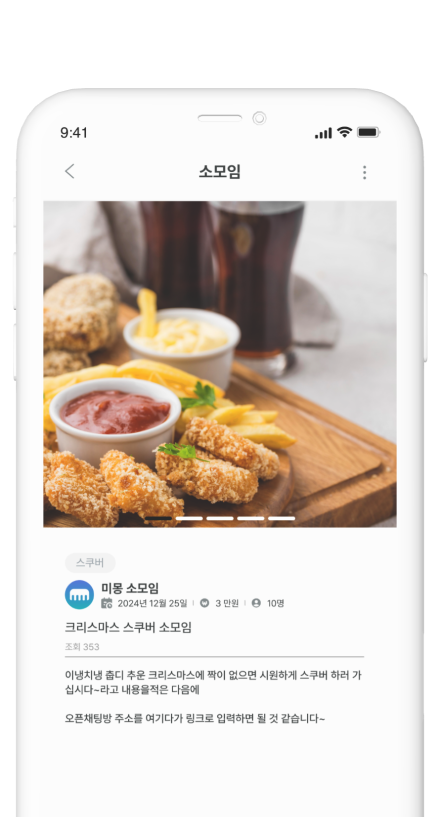 9:41
소모임
스쿠버
미몽 소모임
2024년 12월 25일 3 만원 10명
크리스마스 스쿠버 소모임
조회 353
이냉치냉 춥디 추운 크리스마스에 짝이 없으면 시원하게 스쿠버 하러 가
십시다~라고 내용을적은 다음에
오픈채팅방 주소를 여기다가 링크로 입력하면 될 것 같습니다~